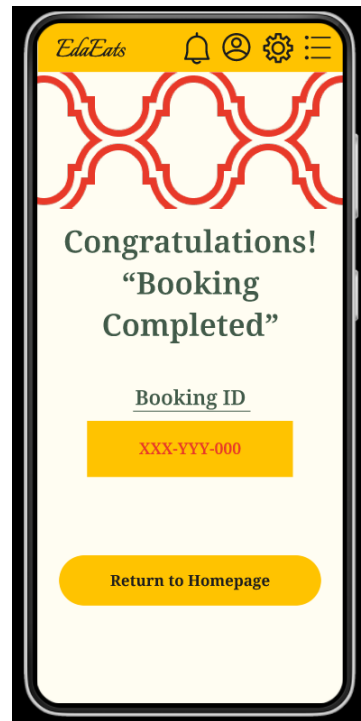 EdaEats
Congratulations!
“Booking
Completed”
Booking ID
XXX-YYY-000
Return to Homepage